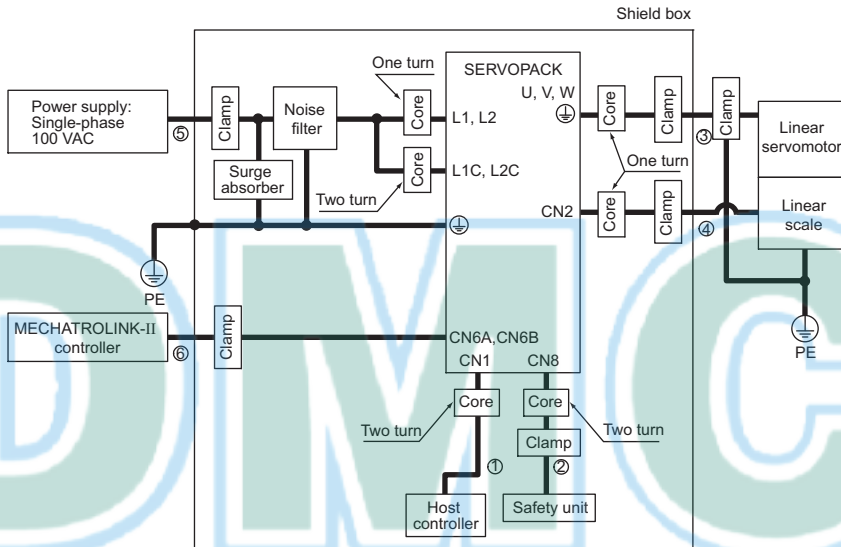 Shield box
One turn
SERVOPACK
U, V, W
Power supply:
Single-phase
100 VAC
⑤
Clamp
Noise
filter
Core
L1, L2
Core
Clamp
③
Clamp
Linear
servomotor
Surge
absorber
Two turn
Core
L1C, L2C
One turn
CN2
Core
Clamp
④
Linear
scale
PE
MECHATROLINK-II
controller
⑥
Clamp
CN6A,CN6B
CN1
CN8
PE
Two turn
Core
Core
Two turn
Clamp
①
②
Host
controller
Safety unit
DMC